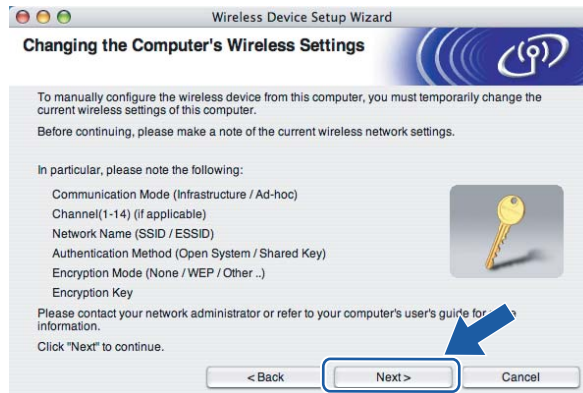 Wireless Device Setup Wizard
Changing the Computer's Wireless Settings
To manually configure the wireless device from this computer, you must temporarily change the
current wireless settings of this computer.
Before continuing, please make a note of the current wireless network settings.
In particular, please note the following:
Communication Mode (Infrastructure / Ad-hoc)
Channel(1-14) (if applicable)
Network Name (SSID / ESSID)
Authentication Method (Open System / Shared Key)
Encryption Mode (None / WEP / Other ..)
Encryption Key
Please contact your network administrator or refer to your computer's user's guide for
information.
Click "Next" to continue.
< Back Next > Cancel